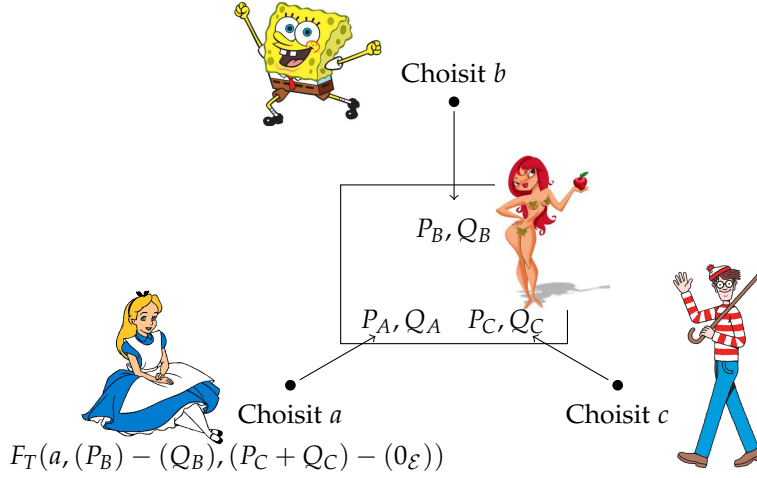 Choisit b
P_B, Q_B
P_A, Q_A P_C, Q_C
Choisit a Choisit c
F_T(a, (P_B) − (Q_B), (P_C + Q_C) − (0_ℰ))